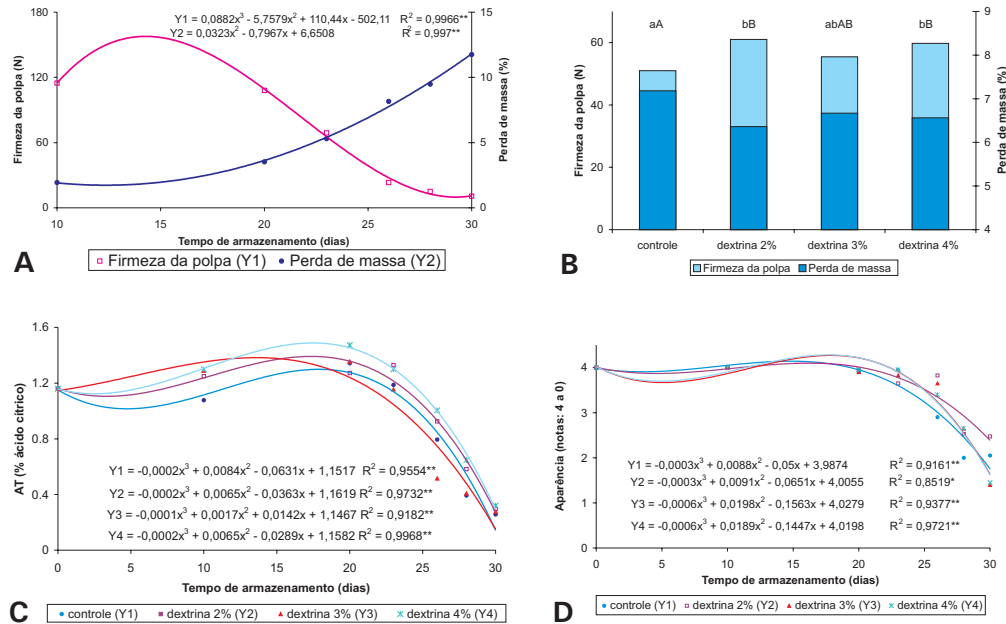 Y1 = 0,0882x³ - 5,7579x² + 110,44x - 502,11 R² = 0,9966**
Y2 = 0,0323x² - 0,7967x + 6,6508 R² = 0,997**
Firmeza da polpa (N)
180
120
60
0
Perda de massa (%)
15
10
5
0
10 15 20 25 30
Tempo de armazenamento (dias)
A
Firmeza da polpa (Y1) Perda de massa (Y2)
Firmeza da polpa (N)
60
40
20
0
aA bB abAB bB
Perda de massa (%)
9
8
7
6
5
4
controle dextrina 2% dextrina 3% dextrina 4%
B
Firmeza da polpa Perda de massa
AT (% ácido cítrico)
1.6
1.2
0.8
0.4
0
Y1 = -0,0002x³ + 0,0084x² - 0,0631x + 1,1517 R² = 0,9554**
Y2 = -0,0002x³ + 0,0065x² - 0,0363x + 1,1619 R² = 0,9732**
Y3 = -0,0001x³ + 0,0017x² + 0,0142x + 1,1467 R² = 0,9182**
Y4 = -0,0002x³ + 0,0065x² - 0,0289x + 1,1582 R² = 0,9968**
0 5 10 15 20 25 30
Tempo de armazenamento (dias)
C
controle (Y1) dextrina 2% (Y2) dextrina 3% (Y3) dextrina 4% (Y4)
Aparência (notas: 4 a 0)
5
4
3
2
1
0
Y1 = -0,0003x³ + 0,0088x² - 0,05x + 3,9874 R² = 0,9161**
Y2 = -0,0003x³ + 0,0091x² - 0,0651x + 4,0055 R² = 0,8519*
Y3 = -0,0006x³ + 0,0198x² - 0,1563x + 4,0279 R² = 0,9377**
Y4 = -0,0006x³ + 0,0189x² - 0,1447x + 4,0198 R² = 0,9721**
0 5 10 15 20 25 30
Tempo de armazenamento (dias)
D
controle (Y1) dextrina 2% (Y2) dextrina 3% (Y3) dextrina 4% (Y4)